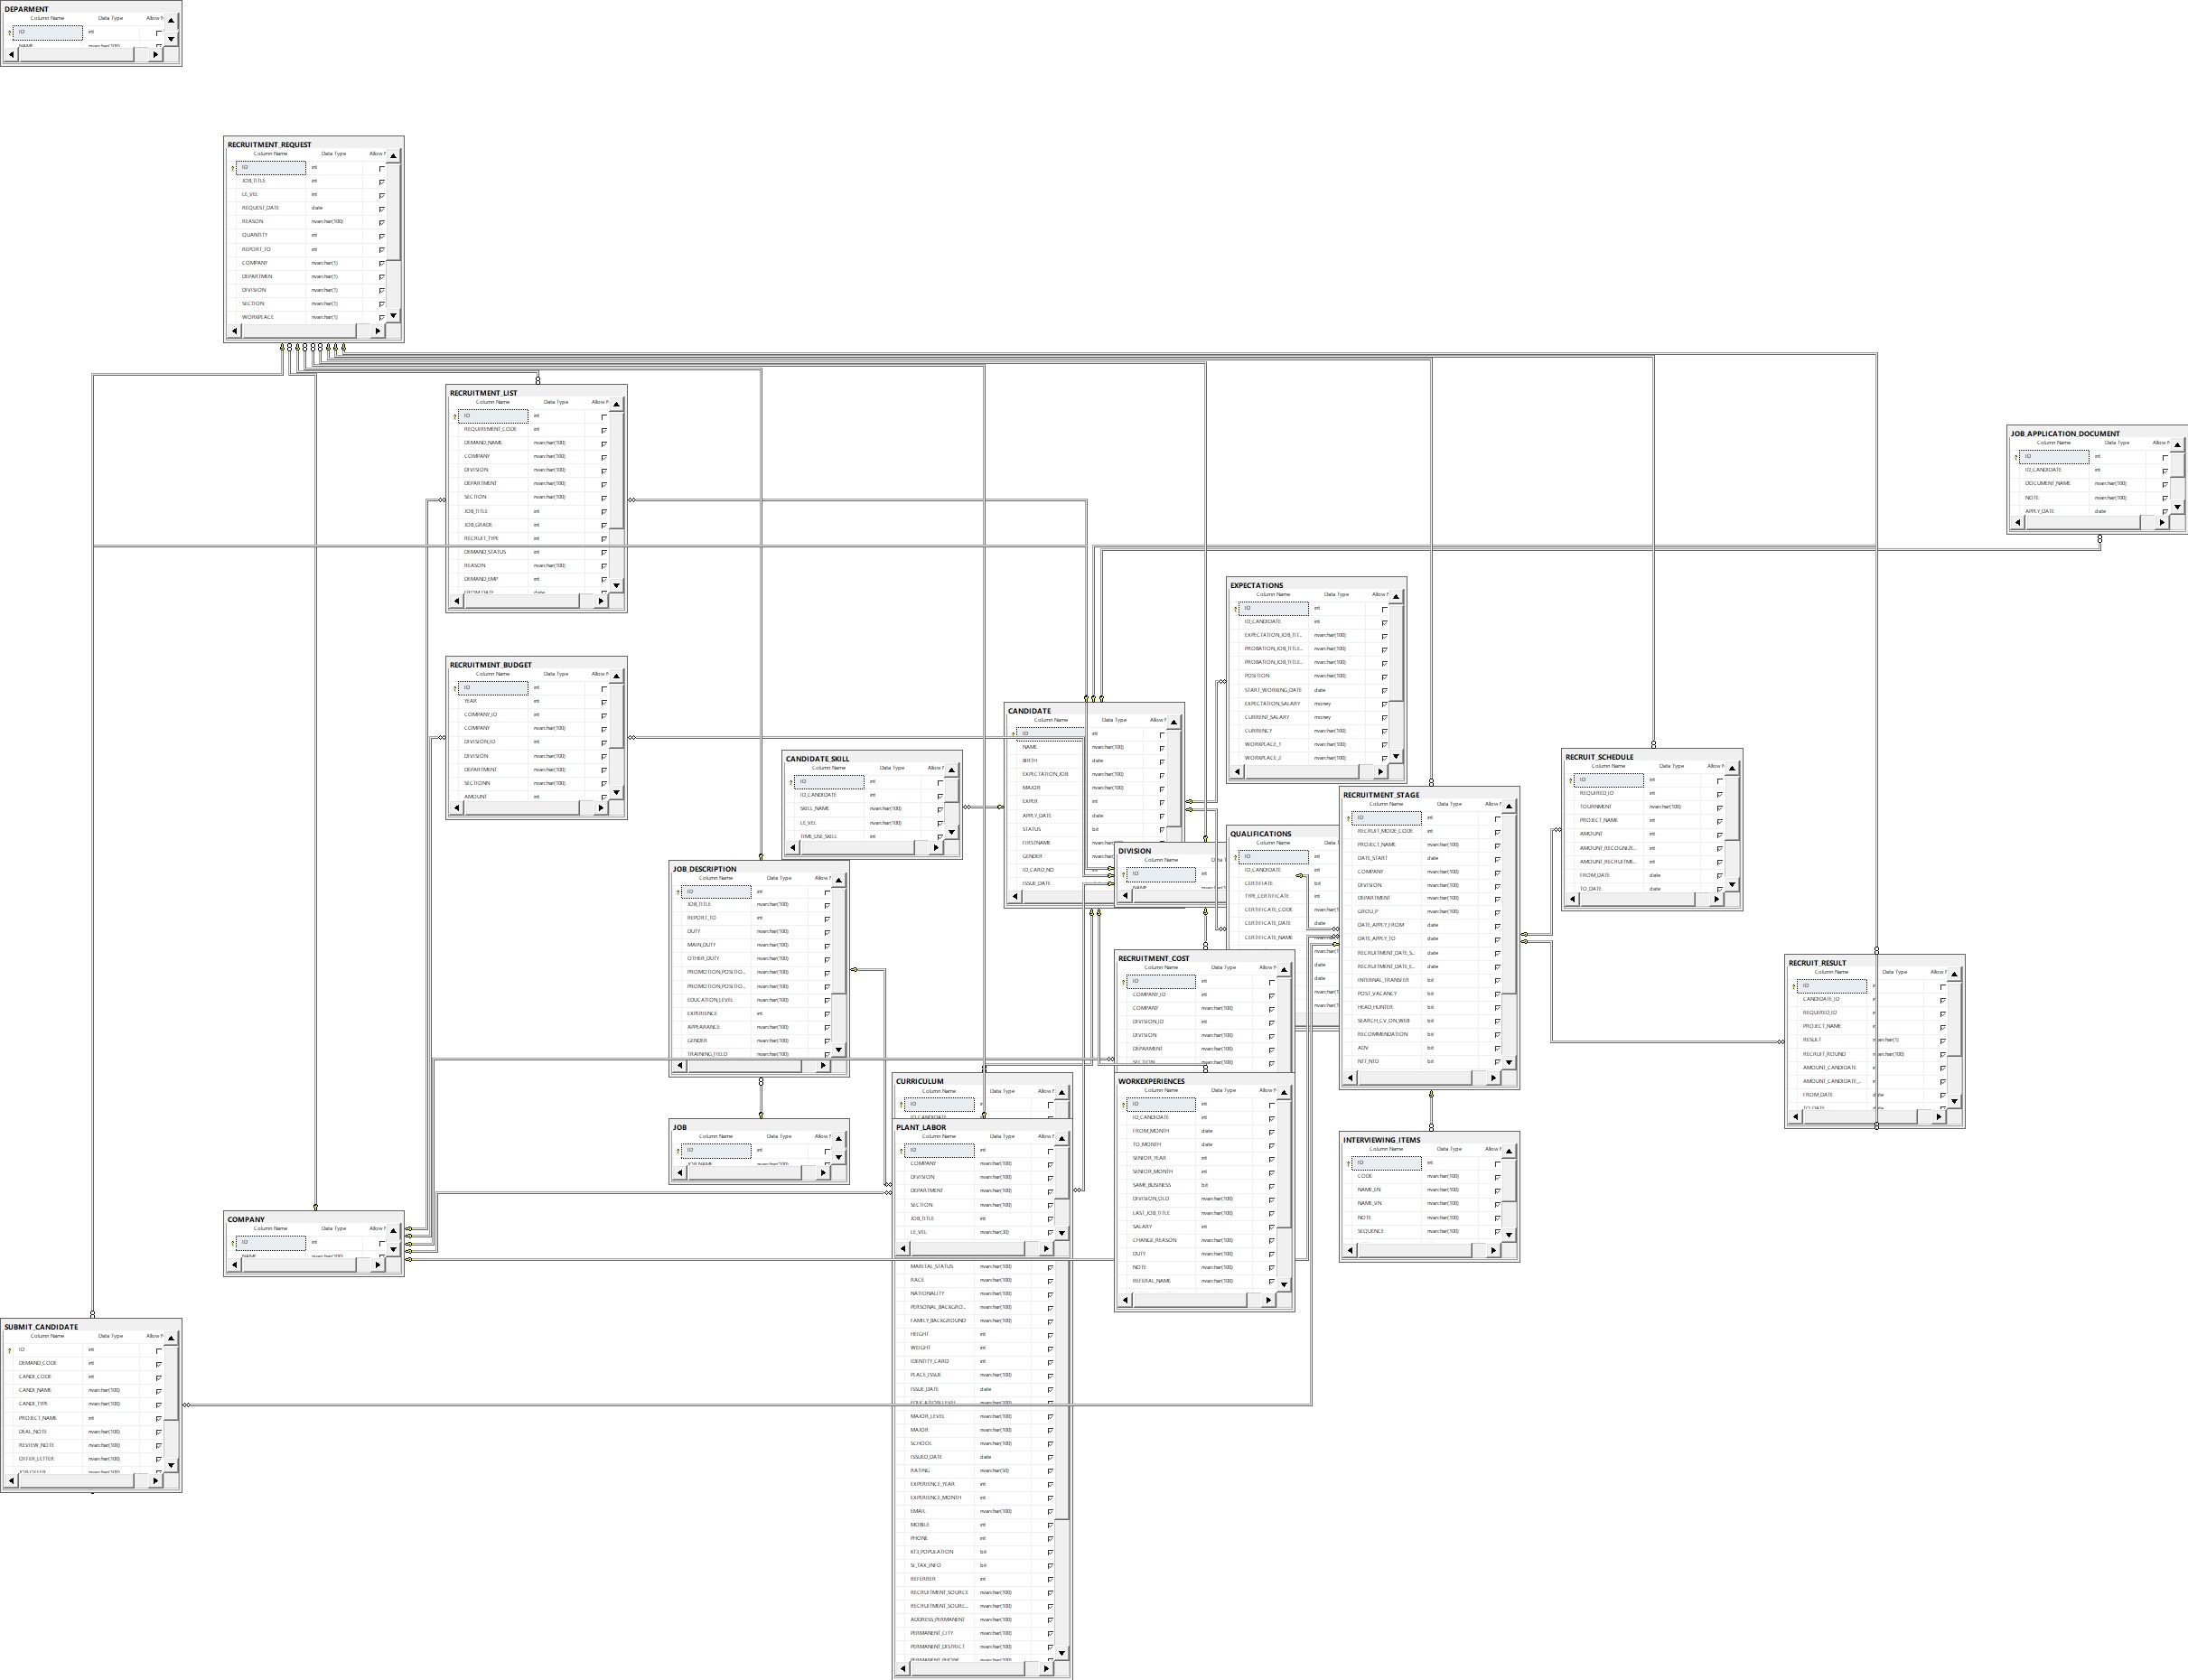 DEPARMENT
Column Name Data Type Allow N
ID int
NAME nvarchar(100)
RECRUITMENT_REQUEST
Column Name Data Type Allow N
ID int
JOB_TITLE int
LE_VEL int
REQUEST_DATE date
REASON nvarchar(100)
QUANTITY int
REPORT_TO int
COMPANY nvarchar(1)
DEPARTMEN nvarchar(1)
DIVISION nvarchar(1)
SECTION nvarchar(1)
WORKPLACE nvarchar(1)
RECRUITMENT_LIST
Column Name Data Type Allow N
ID int
REQUIREMENT_CODE int
DEMAND_NAME nvarchar(100)
COMPANY nvarchar(100)
DIVISION nvarchar(100)
DEPARTMENT nvarchar(100)
SECTION nvarchar(100)
JOB_TITLE int
JOB_GRADE int
RECRUIT_TYPE int
DEMAND_STATUS int
REASON nvarchar(100)
DEMAND_EMP int
FROM_DATE date
JOB_APPLICATION_DOCUMENT
Column Name Data Type Allow N
ID int
ID_CANDIDATE int
DOCUMENT_NAME nvarchar(100)
NOTE nvarchar(100)
APPLY_DATE date
EXPECTATIONS
Column Name Data Type Allow N
ID int
ID_CANDIDATE int
EXPECTATION_JOB_TIT... nvarchar(100)
PROBATION_JOB_TITLE... nvarchar(100)
PROBATION_JOB_TITLE... nvarchar(100)
POSITION nvarchar(100)
START_WORKING_DATE date
EXPECTATION_SALARY money
CURRENT_SALARY money
CURRENCY nvarchar(100)
WORKPLACE_1 nvarchar(100)
WORKPLACE_2 nvarchar(100)
RECRUITMENT_BUDGET
Column Name Data Type Allow N
ID int
YEAR int
COMPANY_ID int
COMPANY nvarchar(100)
DIVISION_ID int
DIVISION nvarchar(100)
DEPARTMENT nvarchar(100)
SECTIONN nvarchar(100)
AMOUNT int
CANDIDATE
Column Name Data Type Allow N
ID int
NAME nvarchar(100)
BIRTH date
EXPECTATION_JOB nvarchar(100)
MAJOR nvarchar(100)
EXPER int
APPLY_DATE date
STATUS bit
FIRSTNAME nvarchar(100)
GENDER nvarchar
ID_CARD_NO int
ISSUE_DATE date
CANDIDATE_SKILL
Column Name Data Type Allow N
ID int
ID_CANDIDATE int
SKILL_NAME nvarchar(100)
LE_VEL nvarchar(100)
TIME_USE_SKILL int
RECRUIT_SCHEDULE
Column Name Data Type Allow N
ID int
REQUIRED_ID int
TOURNMENT nvarchar(100)
PROJECT_NAME int
AMOUNT int
AMOUNT_RECOGNIZE... int
AMOUNT_RECRUITME... int
FROM_DATE date
TO_DATE date
RECRUITMENT_STAGE
Column Name Data Type Allow N
ID int
RECRUIT_MODE_CODE int
PROJECT_NAME nvarchar(100)
DATE_START date
COMPANY nvarchar(100)
DIVISION nvarchar(100)
DEPARTMENT nvarchar(100)
GROU_P nvarchar(100)
DATE_APPLY_FROM date
DATE_APPLY_TO date
RECRUITMENT_DATE_S... date
RECRUITMENT_DATE_E... date
INTERNAL_TRANSFER bit
POST_VACANCY bit
HEAD_HUNTER bit
SEARCH_CV_ON_WEB bit
RECOMMENDATION bit
ADV bit
NTT_NTD bit
QUALIFICATIONS
Column Name Data Type
ID int
ID_CANDIDATE int
CERTIFIATE bit
TYPE_CERTIFICATE int
CERTIFICATE_CODE nvarchar(1
CERTIFICATE_DATE date
CERTIFICATE_NAME nvarchar(1
nvarchar(1
date
date
nvarchar(1
nvarchar(1
DIVISION
Column Name Data T
ID int
NAME nvarchar(1
JOB_DESCRIPTION
Column Name Data Type Allow N
ID int
JOB_TITLE nvarchar(100)
REPORT_TO int
DUTY nvarchar(100)
MAIN_DUTY nvarchar(100)
OTHER_DUTY nvarchar(100)
PROMOTION_POSITIO... nvarchar(100)
PROMOTION_POSITIO... nvarchar(100)
EDUCATION_LEVEL nvarchar(100)
EXPERIENCE int
APPEARANCE nvarchar(100)
GENDER nvarchar(100)
TRAINING_FIELD nvarchar(100)
RECRUITMENT_COST
Column Name Data Type Allow N
ID int
COMPANY_ID int
COMPANY nvarchar(100)
DIVISION_ID int
DIVISION nvarchar(100)
DEPARMENT nvarchar(100)
SECTION nvarchar(100)
RECRUIT_RESULT
Column Name Data Type Allow N
ID
CANDIDATE_ID
REQUIRED_ID
PROJECT_NAME
RESULT nvarchar(1)
RECRUIT_ROUND nvarchar(100)
AMOUNT_CANDIDATE
AMOUNT_CANDIDATE_...
FROM_DATE date
TO_DATE date
CURRICULUM
Column Name Data Type Allow N
ID
ID_CANDIDATE
WORKEXPERIENCES
Column Name Data Type Allow N
ID int
ID_CANDIDATE int
FROM_MONTH date
TO_MONTH date
SENIOR_YEAR int
SENIOR_MONTH int
SAME_BUSINESS bit
DIVISION_OLD nvarchar(100)
LAST_JOB_TITLE nvarchar(100)
SALARY int
CHANGE_REASON nvarchar(100)
DUTY nvarchar(100)
NOTE nvarchar(100)
REFERAL_NAME nvarchar(100)
JOB
Column Name Data Type Allow N
ID int
JOB_NAME nvarchar(100)
PLANT_LABOR
Column Name Data Type Allow N
ID int
COMPANY nvarchar(100)
DIVISION nvarchar(100)
DEPARTMENT nvarchar(100)
SECTION nvarchar(100)
JOB_TITLE int
LE_VEL nvarchar(30)
INTERVIEWING_ITEMS
Column Name Data Type Allow N
ID int
CODE nvarchar(100)
NAME_EN nvarchar(100)
NAME_VN nvarchar(100)
NOTE nvarchar(100)
SEQUENCE nvarchar(100)
COMPANY
Column Name Data Type Allow N
ID int
NAME nvarchar(100)
MARITAL_STATUS nvarchar(100)
RACE nvarchar(100)
NATIONALITY nvarchar(100)
PERSONAL_BACKGRO... nvarchar(100)
FAMILY_BACKGROUND nvarchar(100)
HEIGHT int
WEIGHT int
IDENTITY_CARD int
PLACE_ISSUE nvarchar(100)
ISSUE_DATE date
EDUCATION_LEVEL nvarchar(100)
MAJOR_LEVEL nvarchar(100)
MAJOR nvarchar(100)
SCHOOL nvarchar(100)
ISSUED_DATE date
RATING nvarchar(50)
EXPERIENCE_YEAR int
EXPERIENCE_MONTH int
EMAIL nvarchar(100)
MOBILE int
PHONE int
KT3_POPULATION bit
SI_TAX_INFO bit
REFERRER int
RECRUITMENT_SOURCE nvarchar(100)
RECRUITMENT_SOURC... nvarchar(100)
ADDRESS_PERMANENT nvarchar(100)
PERMANENT_CITY nvarchar(100)
PERMANENT_DISTRICT nvarchar(100)
PERMANENT_PHONE nvarchar(100)
SUBMIT_CANDIDATE
Column Name Data Type Allow N
ID int
DEMAND_CODE int
CANDI_CODE int
CANDI_NAME nvarchar(100)
CANDI_TYPE nvarchar(100)
PROJECT_NAME int
DEAL_NOTE nvarchar(100)
REVIEW_NOTE nvarchar(100)
OFFER_LETTER nvarchar(100)
JOB_OFFER nvarchar(100)